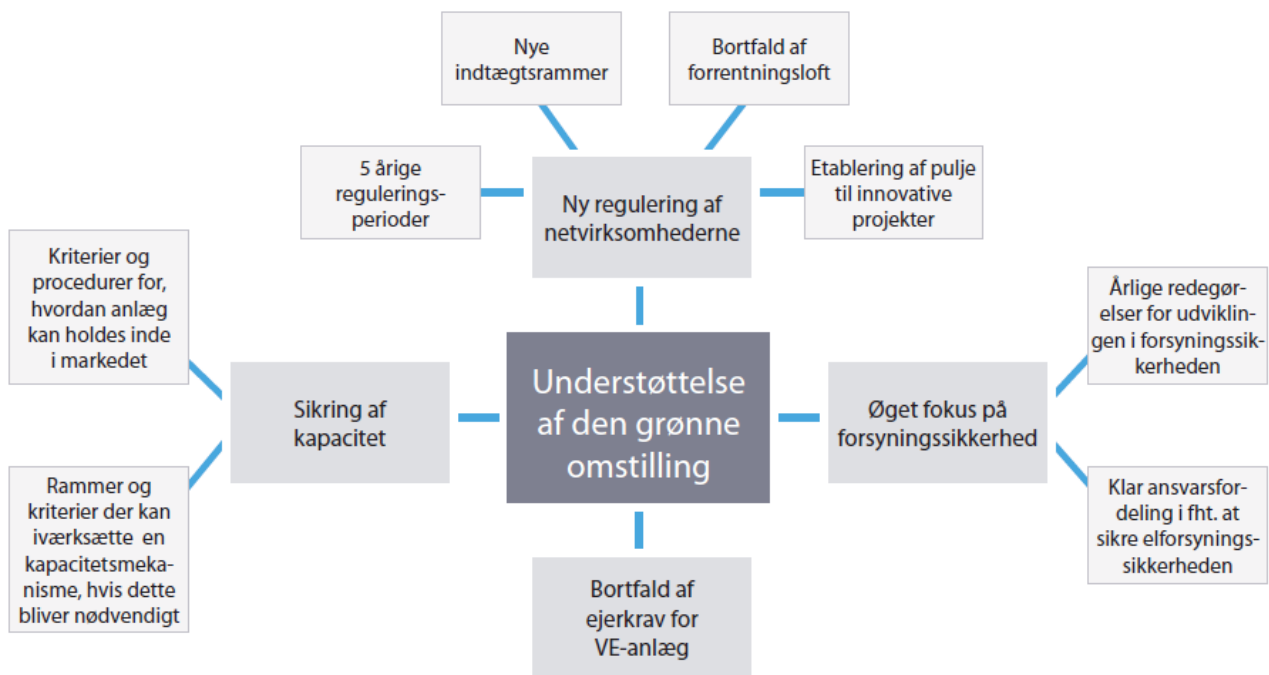 Nye
indtægtsrammer
Bortfald af
forrentningsloft
5 årige
regulerings-
perioder
Ny regulering af
netvirksomhederne
Etablering af pulje
til innovative
projekter
Kriterier og
procedurer for,
hvordan anlæg
kan holdes inde
i markedet
Årlige redegør-
elser for udviklin-
gen i forsyningssik-
kerheden
Sikring af
kapacitet
Understøttelse
af den grønne
omstilling
Øget fokus på
forsyningssikkerhed
Rammer og
kriterier der kan
iværksætte en
kapacitetsmeka-
nisme, hvis dette
bliver nødvendigt
Klar ansvarsfor-
deling i fht. at
sikre elforsynings-
sikkerheden
Bortfald af
ejerkrav for
VE-anlæg